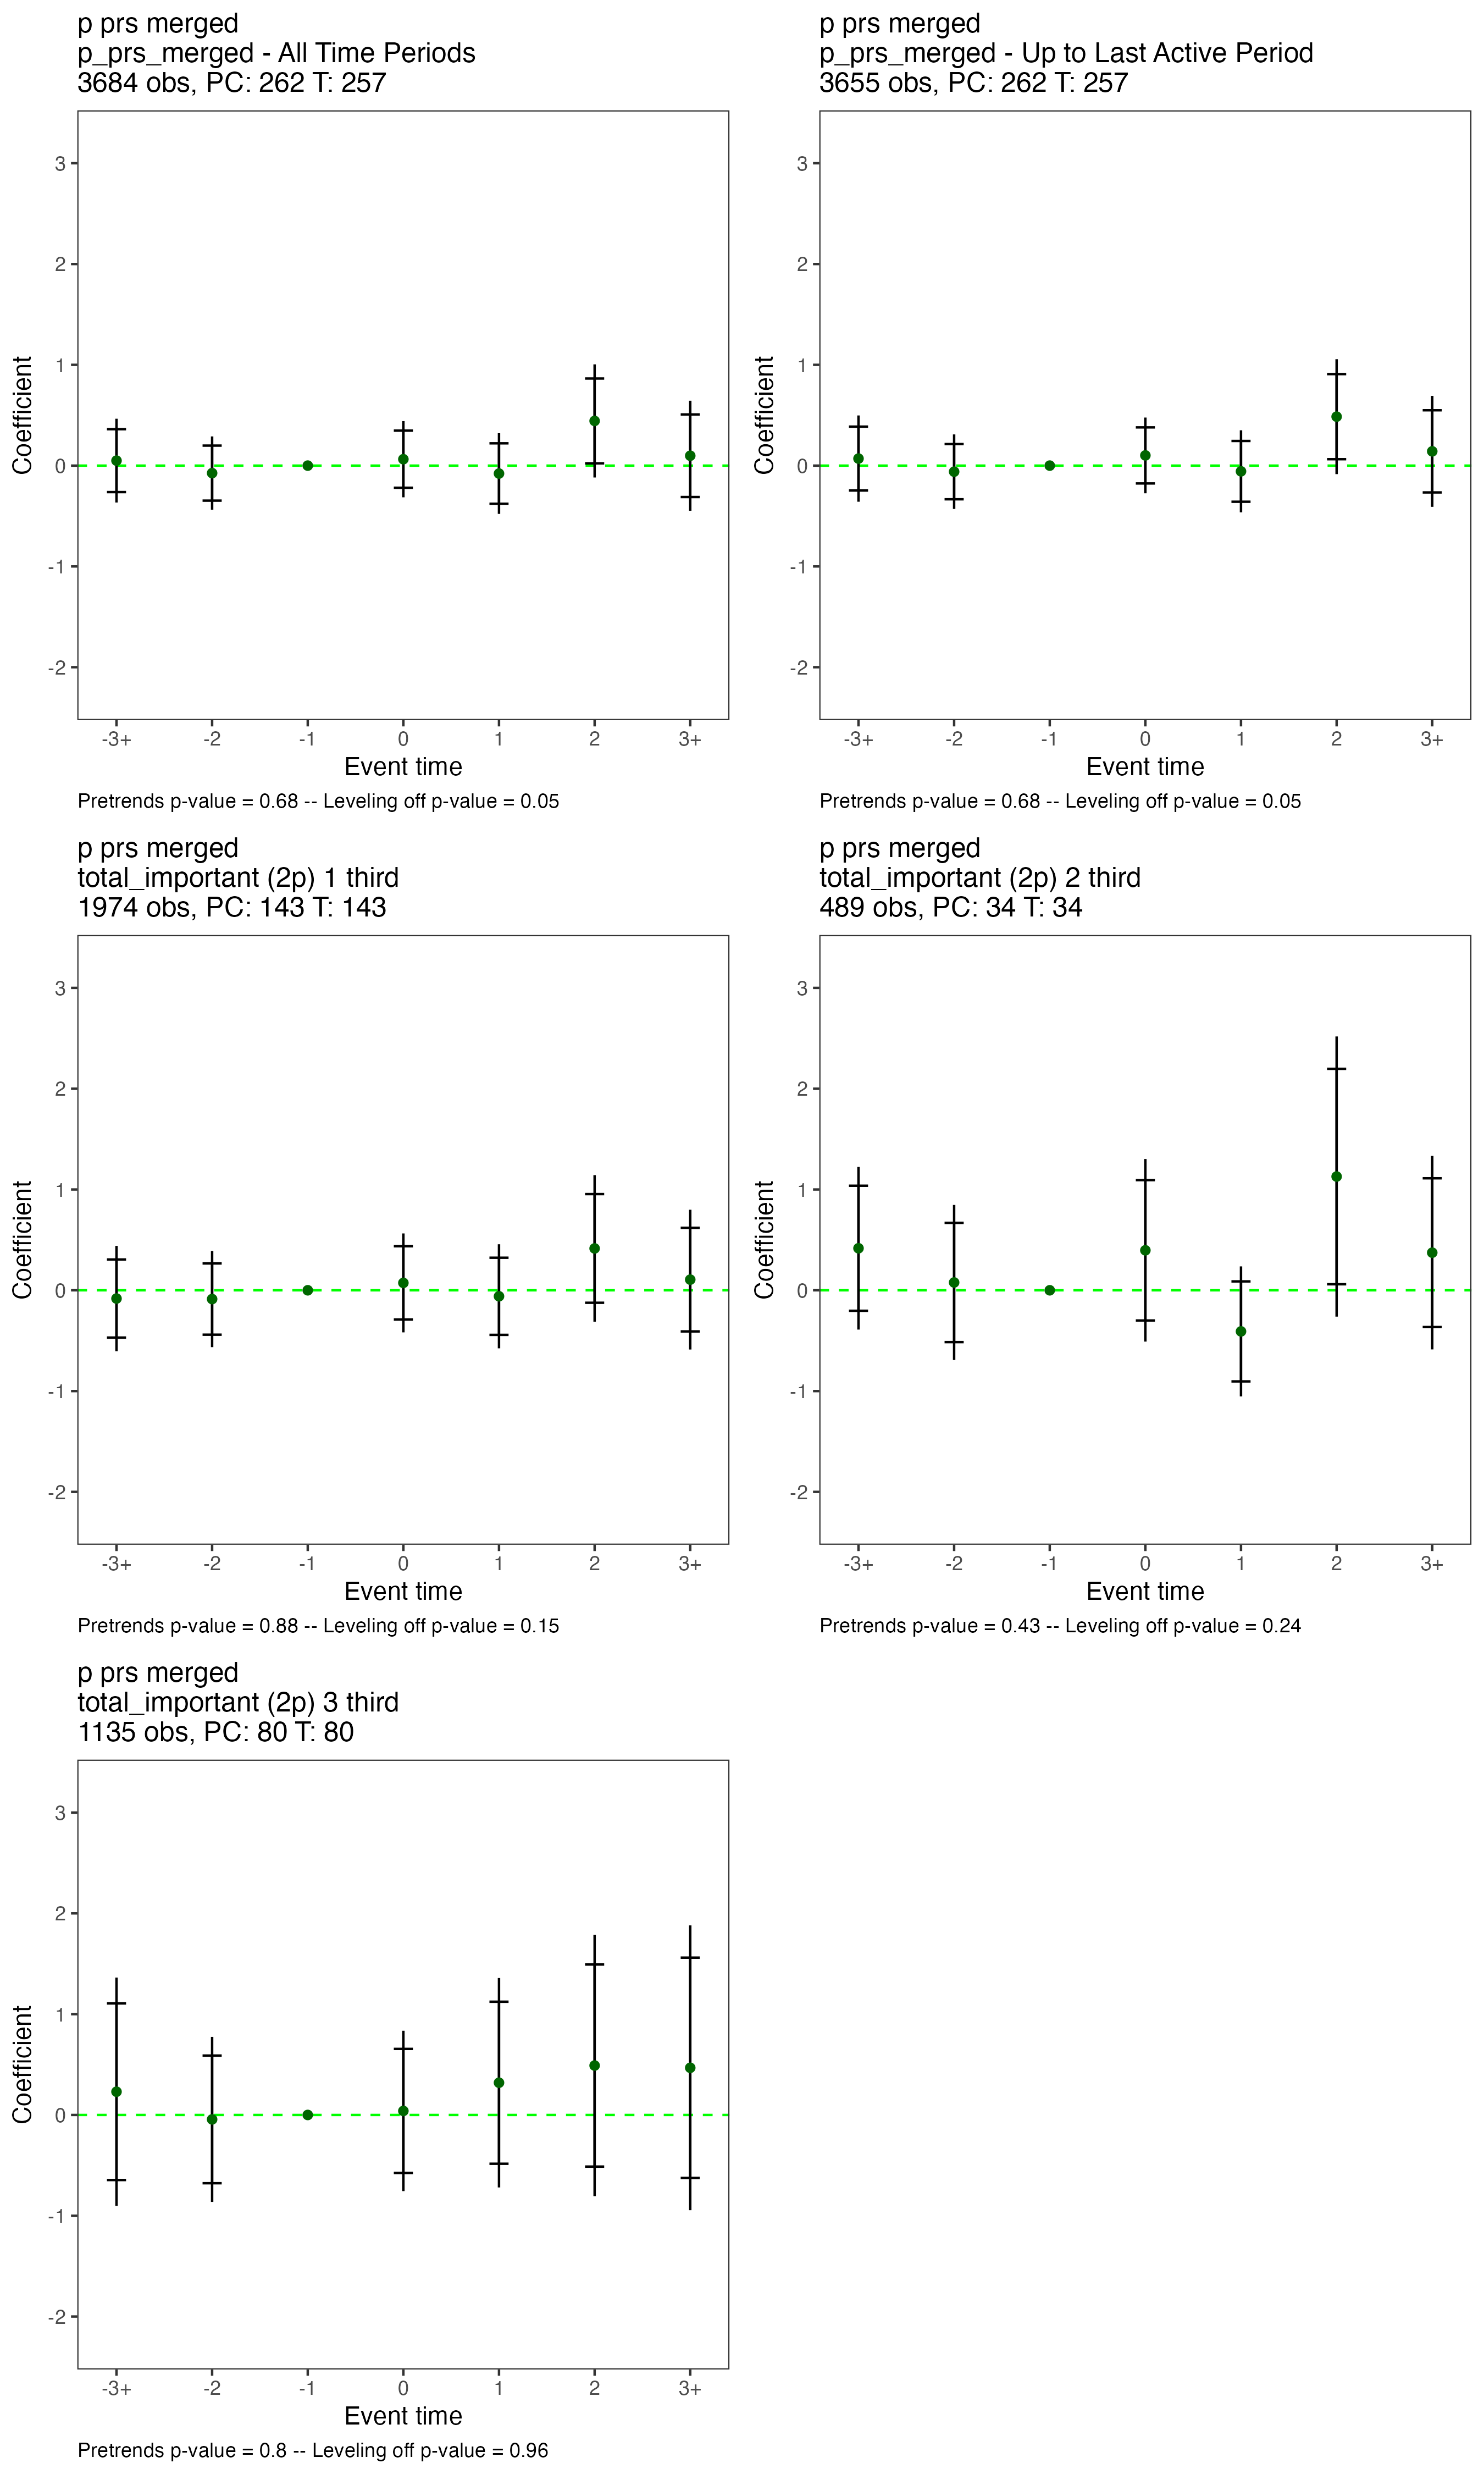 p prs merged
p_prs_merged - All Time Periods
3684 obs, PC: 262 T: 257
Coefficient
3
2
1
0
-1
-2
-3+ -2 -1 0 1 2 3+
Event time
Pretrends p-value = 0.68 -- Leveling off p-value = 0.05
p prs merged
p_prs_merged - Up to Last Active Period
3655 obs, PC: 262 T: 257
Coefficient
3
2
1
0
-1
-2
-3+ -2 -1 0 1 2 3+
Event time
Pretrends p-value = 0.68 -- Leveling off p-value = 0.05
p prs merged
total_important (2p) 1 third
1974 obs, PC: 143 T: 143
Coefficient
3
2
1
0
-1
-2
-3+ -2 -1 0 1 2 3+
Event time
Pretrends p-value = 0.88 -- Leveling off p-value = 0.15
p prs merged
total_important (2p) 2 third
489 obs, PC: 34 T: 34
Coefficient
3
2
1
0
-1
-2
-3+ -2 -1 0 1 2 3+
Event time
Pretrends p-value = 0.43 -- Leveling off p-value = 0.24
p prs merged
total_important (2p) 3 third
1135 obs, PC: 80 T: 80
Coefficient
3
2
1
0
-1
-2
-3+ -2 -1 0 1 2 3+
Event time
Pretrends p-value = 0.8 -- Leveling off p-value = 0.96